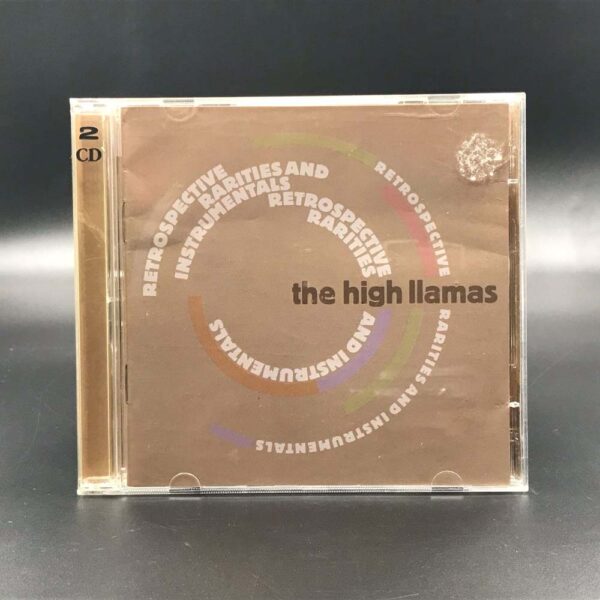 2
CD
RETROSPECTIVE
RARITIES AND
INSTRUMENTALS
RETROSPECTIVE
RARITIES
AND INSTRUMENTALS
RETROSPECTIVE
RARITIES AND INSTRUMENTALS
the high llamas